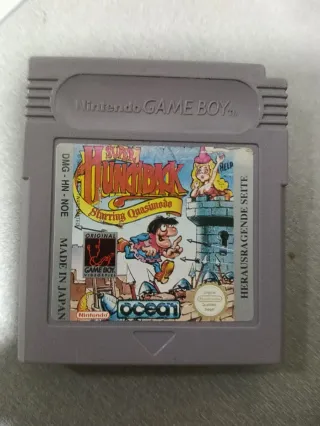 Nintendo GAME BOY™
SUPER
HUNCHBACK
Starring Quasimodo
HELP
DMG - HN - NOE
MADE IN JAPAN
ORIGINAL
GAME BOY
Nintendo
ocean
HERAUSRAGENDE SEITE